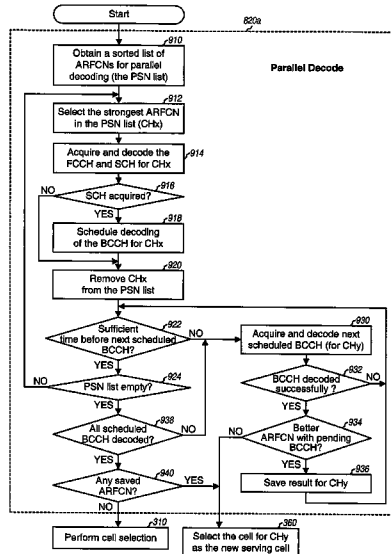 Start
820a
910
Obtain a sorted list of
ARFCNs for parallel
decoding (the PSN list)
Parallel Decode
912
Select the strongest ARFCN
in the PSN list (CHx)
914
Acquire and decode the
FCCH and SCH for CHx
916
NO
SCH acquired?
YES
918
Schedule decoding
of the BCCH for CHx
920
Remove CHx
from the PSN list
922
Sufficient
time before next scheduled
BCCH?
NO
YES
930
Acquire and decode next
scheduled BCCH (for CHy)
924
NO
PSN list empty?
YES
932
BCCH decoded
successfully ?
NO
YES
938
All scheduled
BCCH decoded?
NO
YES
934
NO
Better
ARFCN with pending
BCCH?
YES
936
Save result for CHy
940
Any saved
ARFCN?
YES
NO
310
Perform cell selection
360
Select the cell for CHy
as the new serving cell